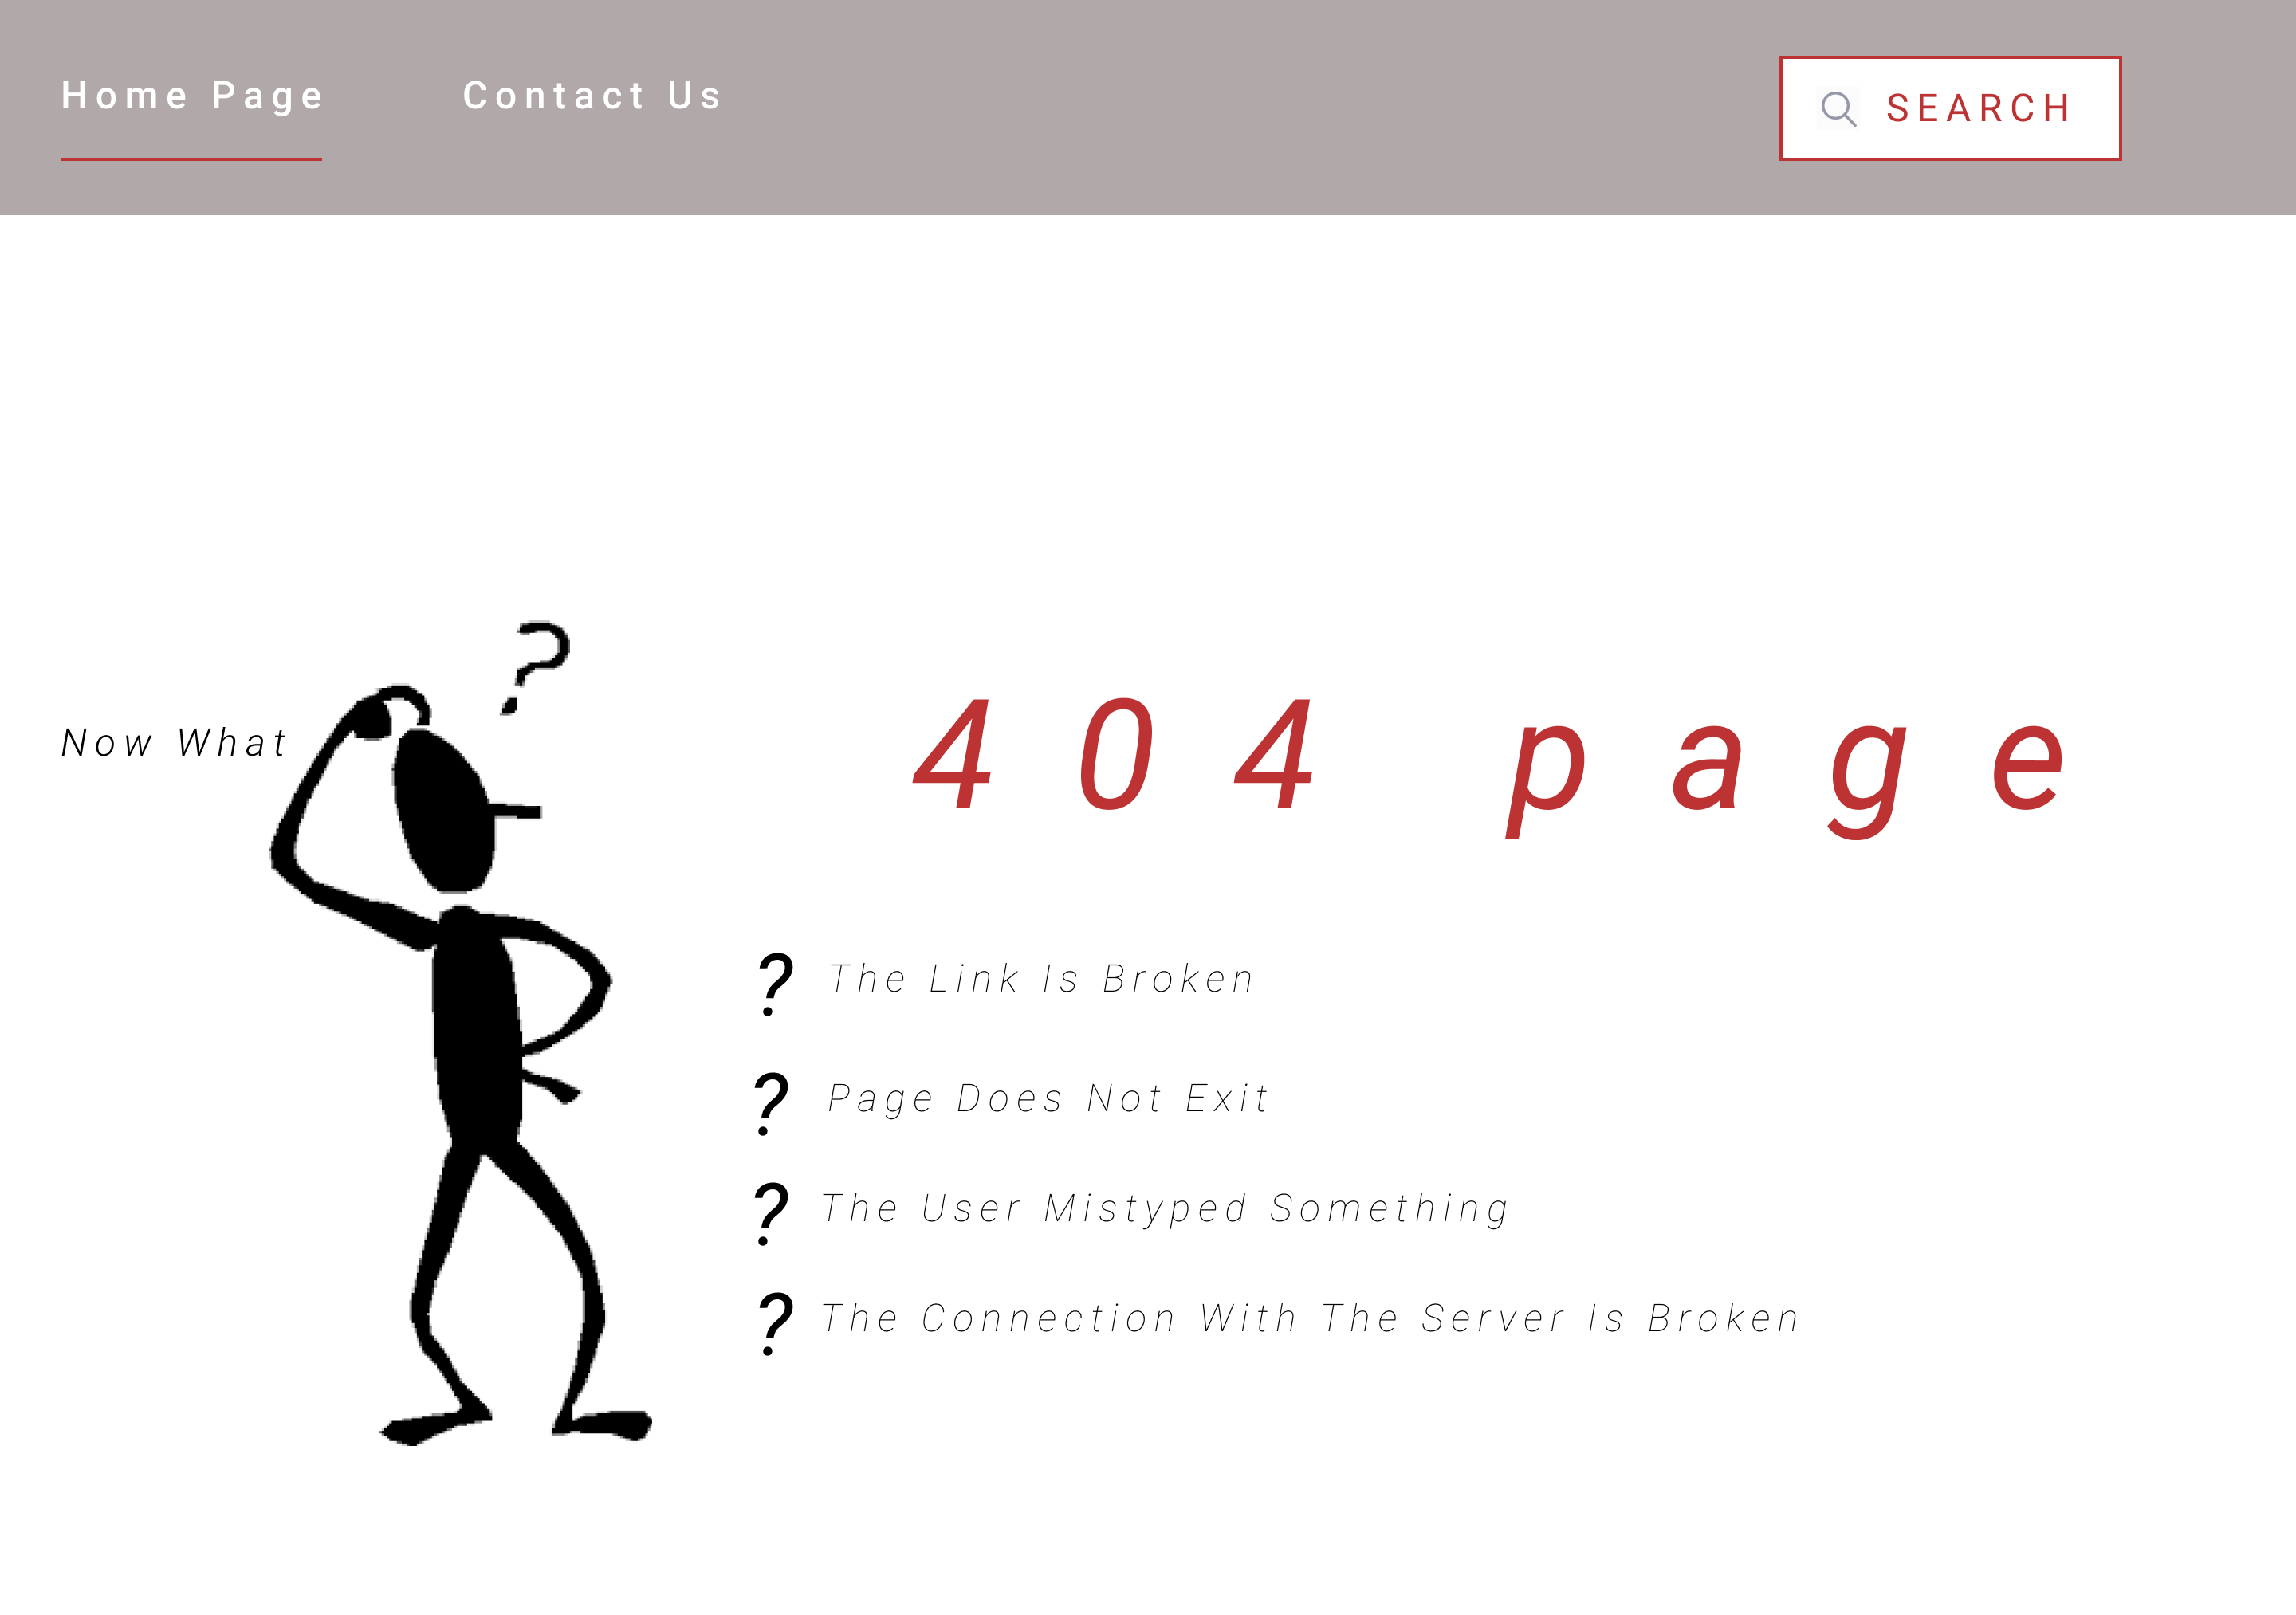 Home Page Contact Us SEARCH
?
Now What
404 page
? The Link Is Broken
? Page Does Not Exit
? The User Mistyped Something
? The Connection With The Server Is Broken